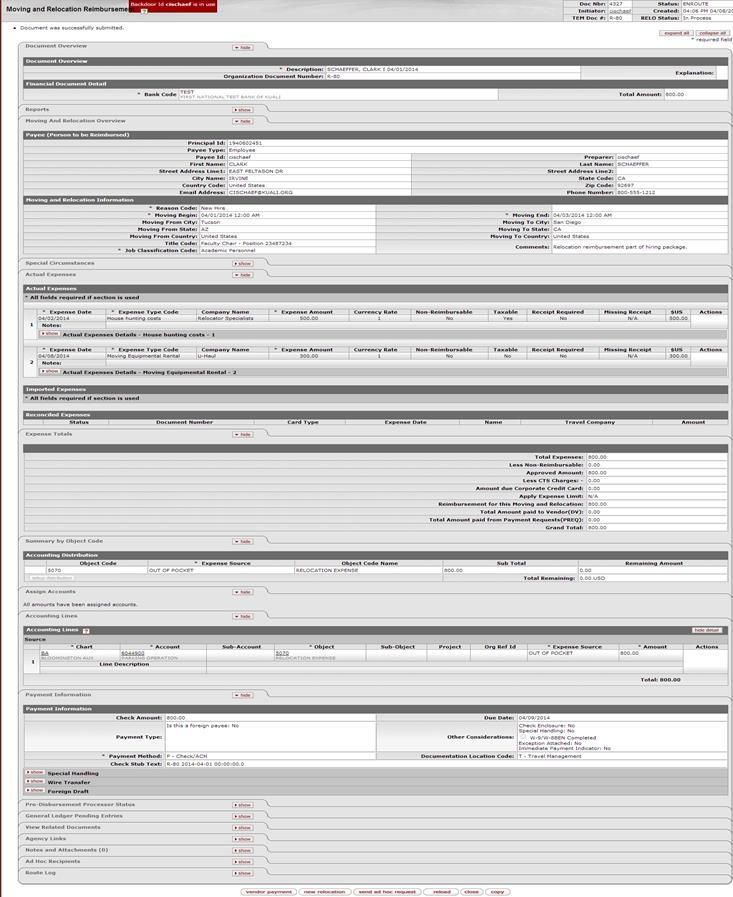 Moving and Relocation Reimbursement
Backdoor Id cischaef is in use
?
Doc Nbr: 4327 Status: ENROUTE
Initiator: cischaef Created: 04:06 PM 04/08/20
TEM Doc #: R-80 RELO Status: In Process
Document was successfully submitted.
expand all collapse all
* required field
Document Overview hide
Document Overview
* Description: SCHAEFFER, CLARK I 04/01/2014 Explanation:
Organization Document Number: R-80
Financial Document Detail
* Bank Code TEST Total Amount: 800.00
FIRST NATIONAL TEST BANK OF KUALI
Reports show
Moving And Relocation Overview hide
Payee (Person to be Reimbursed)
Principal Id: 1940602451
Payee Type: Employee
Payee Id: cischaef Preparer: cischaef
First Name: CLARK Last Name: SCHAEFFER
Street Address Line1: EAST FELTASON DR Street Address Line2:
City Name: IRVINE State Code: CA
Country Code: United States Zip Code: 92697
Email Address: CISCHAEF@KUALI.ORG Phone Number: 800-555-1212
Moving and Relocation Information
* Reason Code: New Hire
* Moving Begin: 04/01/2014 12:00 AM * Moving End: 04/03/2014 12:00 AM
Moving From City: Tucson Moving To City: San Diego
Moving From State: AZ Moving To State: CA
Moving From Country: United States Moving To Country: United States
Title Code: Faculty Chair - Position 23487234 Comments: Relocation reimbursement part of hiring package.
* Job Classification Code: Academic Personnel
Special Circumstances show
Actual Expenses hide
Actual Expenses
* All fields required if section is used
* Expense Date * Expense Type Code Company Name * Expense Amount Currency Rate Non-Reimbursable Taxable Receipt Required Missing Receipt $US Actions
1 04/02/2014 House hunting costs Relocator Specialists 500.00 1 No Yes No N/A 500.00
Notes:
show Actual Expenses Details - House hunting costs - 1
* Expense Date * Expense Type Code Company Name * Expense Amount Currency Rate Non-Reimbursable Taxable Receipt Required Missing Receipt $US Actions
2 04/08/2014 Moving Equipmental Rental U-Haul 300.00 1 No No No N/A 300.00
Notes:
show Actual Expenses Details - Moving Equipmental Rental - 2
Imported Expenses
* All fields required if section is used
Reconciled Expenses
Status Document Number Card Type Expense Date Name Travel Company Amount
Expense Totals hide
Total Expenses: 800.00
Less Non-Reimbursable: 0.00
Approved Amount: 800.00
Less CTS Charges: - 0.00
Amount due Corporate Credit Card: 0.00
Apply Expense Limit: N/A
Reimbursement for this Moving and Relocation: 800.00
Total Amount paid to Vendor(DV): 0.00
Total Amount paid from Payment Requests(PREQ): 0.00
Grand Total: 800.00
Summary by Object Code hide
Accounting Distribution
Object Code * Expense Source Object Code Name Sub Total Remaining Amount
5070 OUT OF POCKET RELOCATION EXPENSE 800.00 0.00
setup distribution Total Remaining: 0.00 USD
Assign Accounts hide
All amounts have been assigned accounts.
Accounting Lines hide
Accounting Lines ? hide detail
Source
* Chart * Account Sub-Account * Object Sub-Object Project Org Ref Id * Expense Source * Amount Actions
1 BA 6044900 5070 OUT OF POCKET 800.00
BLOOMINGTON AUX PARKING OPERATION RELOCATION EXPENSE
Line Description
Total: 800.00
Payment Information hide
Payment Information
Check Amount: 800.00 Due Date: 04/09/2014
Payment Type: Is this a foreign payee: No
Other Considerations: Check Enclosure: No
Special Handling: No
W-9/W-8BEN Completed
Exception Attached: No
Immediate Payment Indicator: No
* Payment Method: P - Check/ACH Documentation Location Code: T - Travel Management
Check Stub Text: R-80 2014-04-01 00:00:00.0
show Special Handling
show Wire Transfer
show Foreign Draft
Pre-Disbursement Processor Status show
General Ledger Pending Entries show
View Related Documents show
Agency Links show
Notes and Attachments (0) show
Ad Hoc Recipients show
Route Log show
vendor payment new relocation send ad hoc request reload close copy